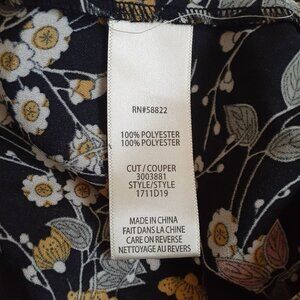 RN#58822
100% POLYESTER
100% POLYESTER
CUT / COUPER
3003881
STYLE/STYLE
1711D19
MADE IN CHINA
FAIT DANS LA CHINE
CARE ON REVERSE
NETTOYAGE AU REVERS